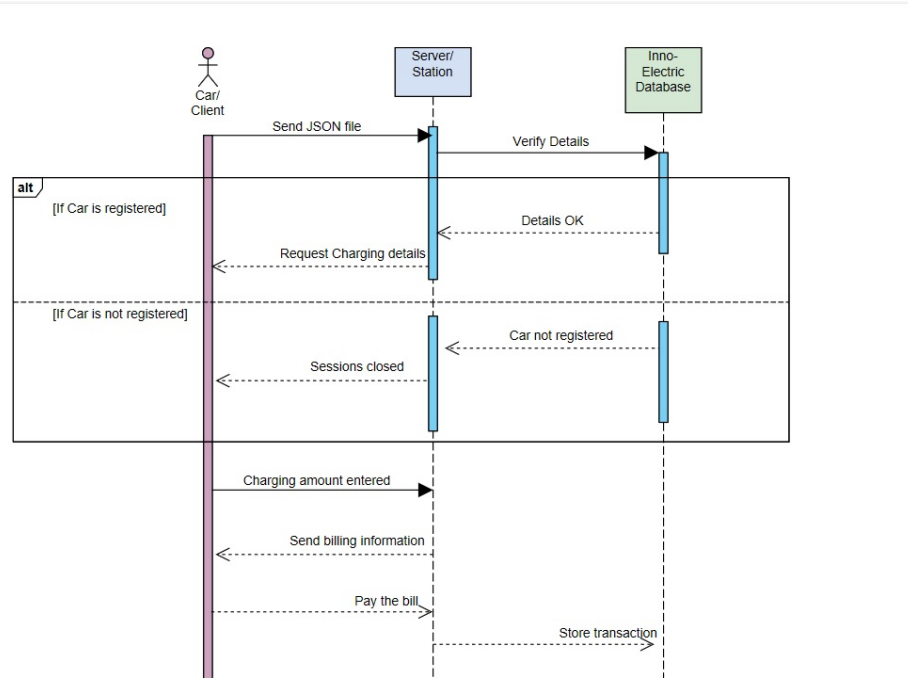 Server/
Station
Inno-
Electric
Database
Car/
Client
Send JSON file
Verify Details
alt
[If Car is registered]
Details OK
Request Charging details
[If Car is not registered]
Car not registered
Sessions closed
Charging amount entered
Send billing information
Pay the bill
Store transaction